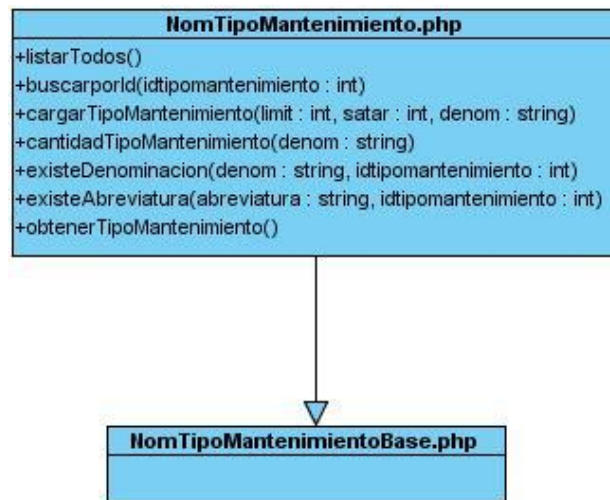 NomTipoMantenimiento.php
+listarTodos()
+buscarporId(idtipomantenimiento : int)
+cargarTipoMantenimiento(limit : int, satar : int, denom : string)
+cantidadTipoMantenimiento(denom : string)
+existeDenominacion(denom : string, idtipomantenimiento : int)
+existeAbreviatura(abreviatura : string, idtipomantenimiento : int)
+obtenerTipoMantenimiento()
NomTipoMantenimientoBase.php